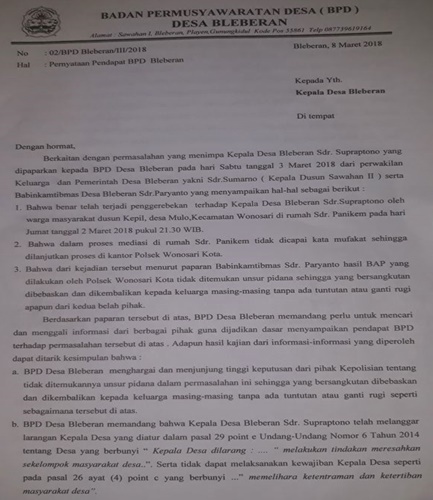 BADAN PERMUSYAWARATAN DESA ( BPD )
DESA BLEBERAN
Alamat : Sawahan I, Bleberan, Playen,Gunungkidul Kode Pos 55861 Telp 087739619164
No : 02/BPD Bleberan/III/2018
Bleberan, 8 Maret 2018
Hal : Pernyataan Pendapat BPD Bleberan
Kepada Yth.
Kepala Desa Bleberan
Di tempat
Dengan hormat,
Berkaitan dengan permasalahan yang menimpa Kepala Desa Bleberan Sdr. Supraptono yang
dipaparkan kepada BPD Desa Bleberan pada hari Sabtu tanggal 3 Maret 2018 dari perwakilan
Keluarga dan Pemerintah Desa Bleberan yakni Sdr.Sumarno ( Kepala Dusun Sawahan II ) serta
Babinkamtibmas Desa Bleberan Sdr.Paryanto yang menyampaikan hal-hal sebagai berikut :
1. Bahwa benar telah terjadi penggerebekan terhadap Kepala Desa Bleberan Sdr.Supraptono oleh
warga masyarakat dusun Kepil, desa Mulo,Kecamatan Wonosari di rumah Sdr. Panikem pada hari
Jumat tanggal 2 Maret 2018 pukul 21.30 WIB.
2. Bahwa dalam proses mediasi di rumah Sdr. Panikem tidak dicapai kata mufakat sehingga
dilanjutkan proses di kantor Polsek Wonosari Kota.
3. Bahwa dari kejadian tersebut menurut paparan Babinkamtibmas Sdr. Paryanto hasil BAP yang
dilakukan oleh Polsek Wonosari Kota tidak ditemukan unsur pidana sehingga yang bersangkutan
dibebaskan dan dikembalikan kepada keluarga masing-masing tanpa ada tuntutan atau ganti rugi
apapun dari kedua belah pihak.
Berdasarkan paparan tersebut di atas, BPD Desa Bleberan memandang perlu untuk mencari
dan menggali informasi dari berbagai pihak guna dijadikan dasar menyampaikan pendapat BPD
terhadap permasalahan tersebut di atas . Adapun hasil kajian dari informasi-informasi yang diperoleh
dapat ditarik kesimpulan bahwa :
a. BPD Desa Bleberan menghargai dan menjunjung tinggi keputusan dari pihak Kepolisian tentang
tidak ditemukannya unsur pidana dalam permasalahan ini sehingga yang bersangkutan dibebaskan
dan dikembalikan kepada keluarga masing-masing tanpa ada tuntutan atau ganti rugi seperti
sebagaimana tersebut di atas.
b. BPD Desa Bleberan memandang bahwa Kepala Desa Bleberan Sdr. Supraptono telah melanggar
larangan Kepala Desa yang diatur dalam pasal 29 point e Undang-Undang Nomor 6 Tahun 2014
tentang Desa yang berbunyi “ Kepala Desa dilarang : .... “ melakukan tindakan meresahkan
sekelompok masyarakat desa..”. Serta tidak dapat melaksanakan kewajiban Kepala Desa seperti
pada pasal 26 ayat (4) point c yang berbunyi ...” memelihara ketentraman dan ketertiban
masyarakat desa”.